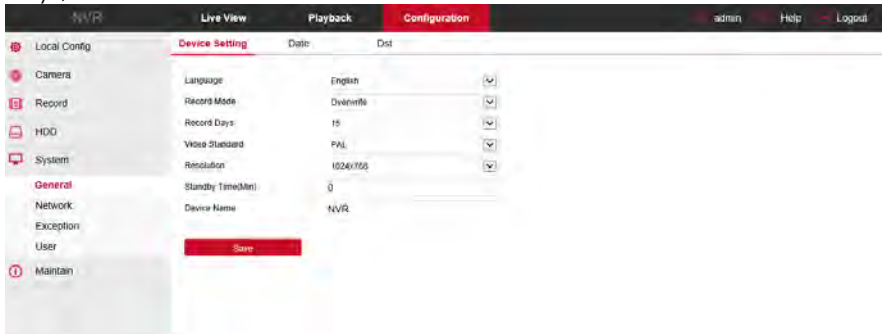 NVR Live View Playback Configuration admin Help Logout
Local Config Device Setting Date Dst
Camera Language English
Record Record Mode Overwrite
Record Days 15
HDD Video Standard PAL
System Resolution 1024X768
General Standby Time(Min) 0
Network Device Name NVR
Exception
User Save
Maintain